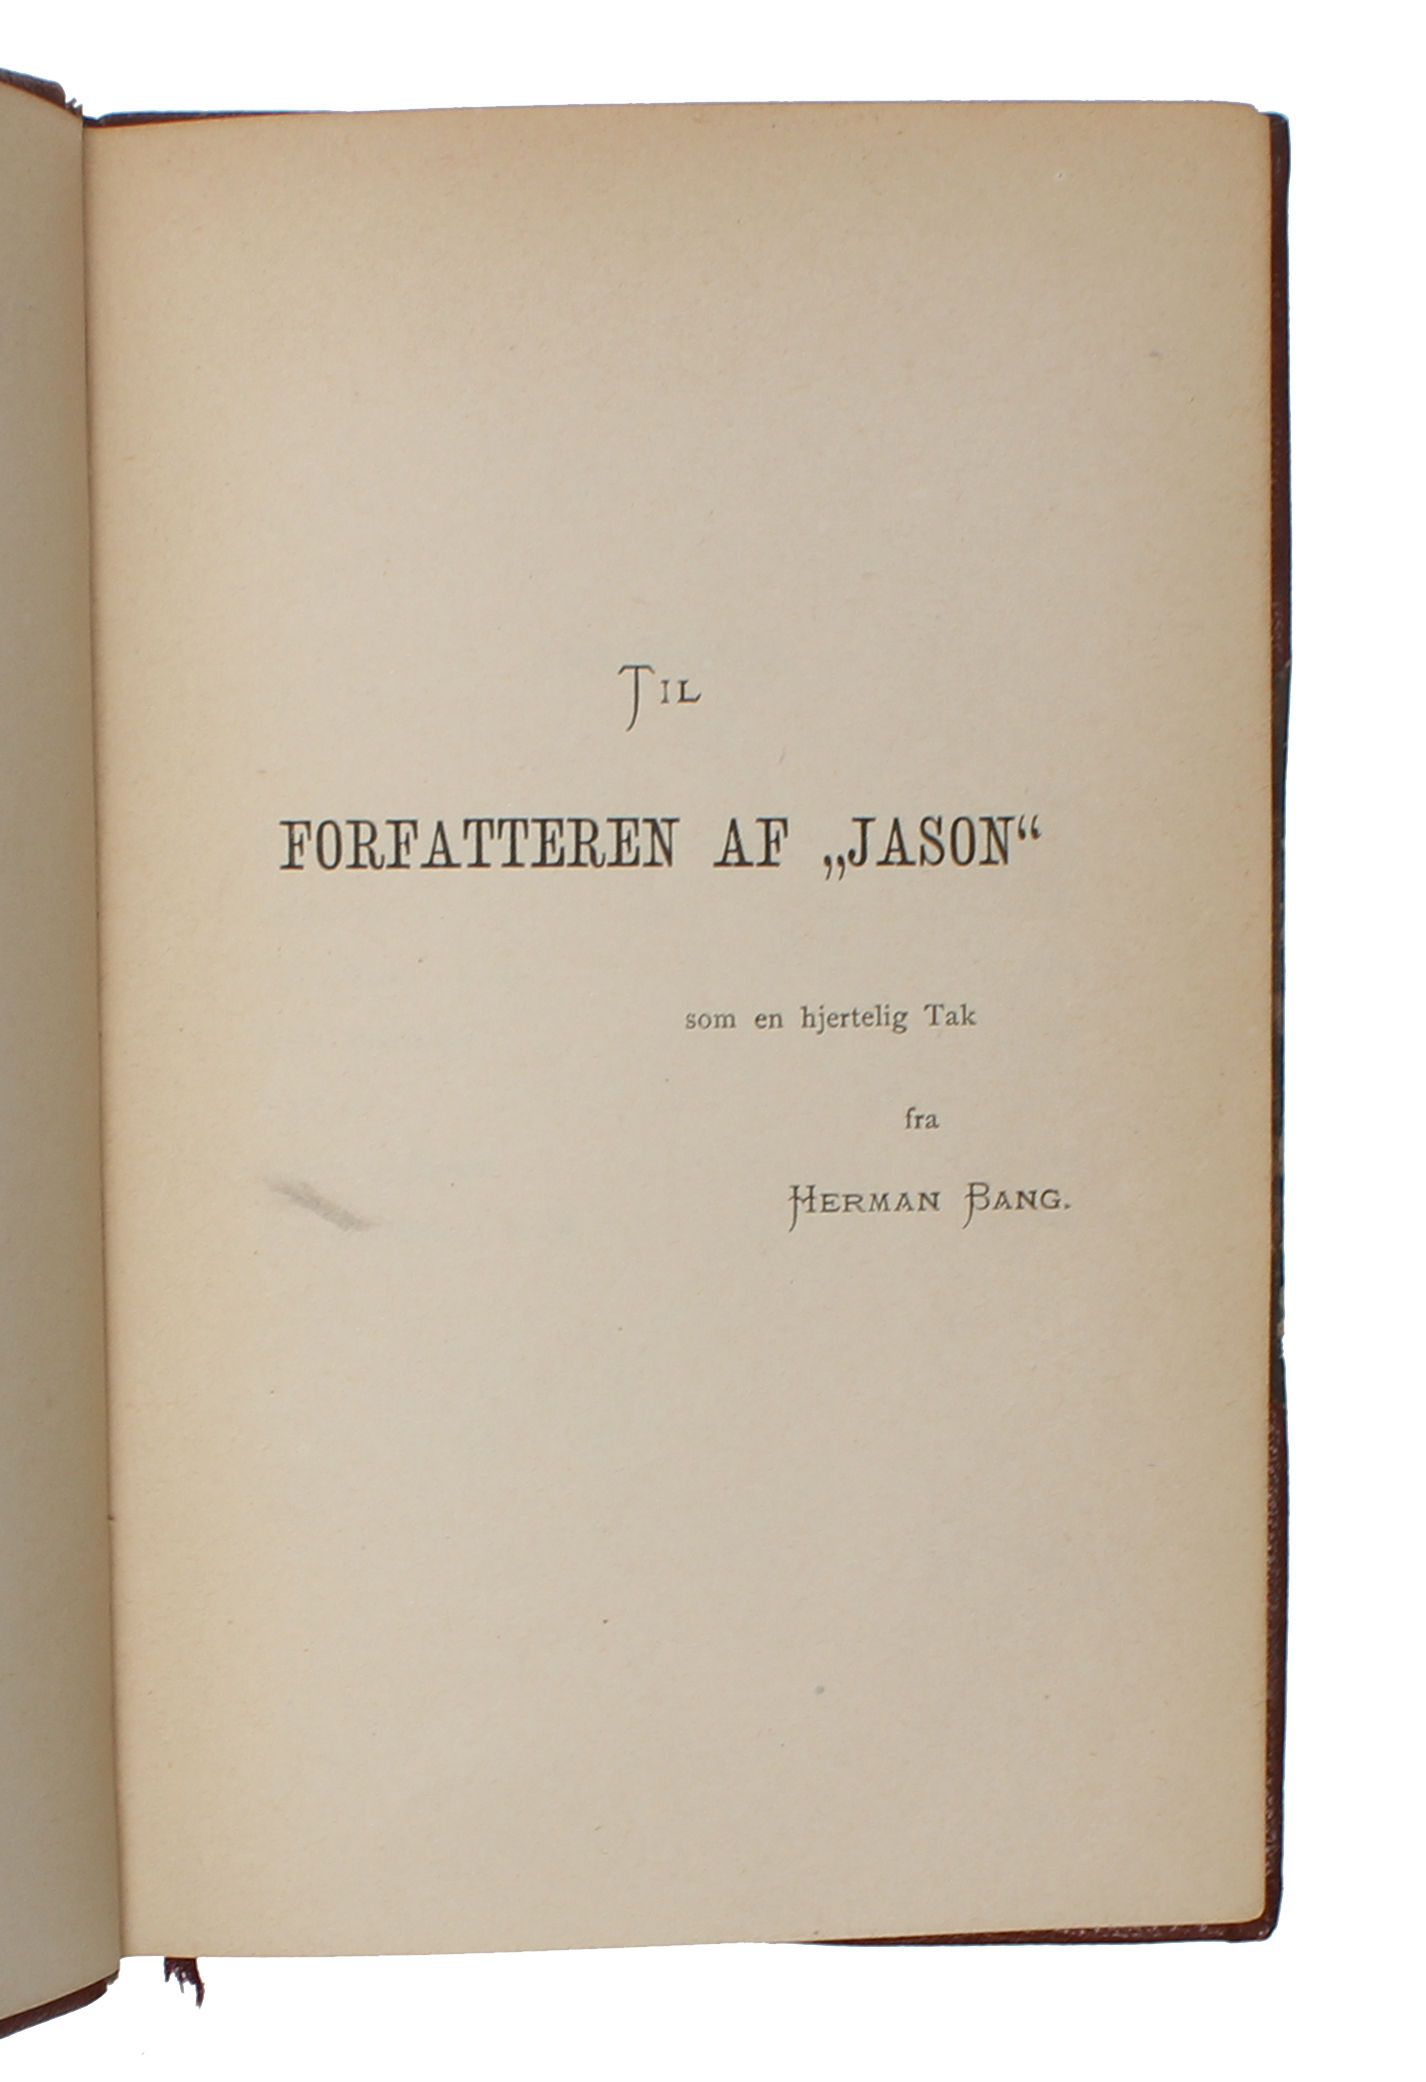 TIL
FORFATTEREN AF „JASON“
som en hjertelig Tak
fra
HERMAN BANG.